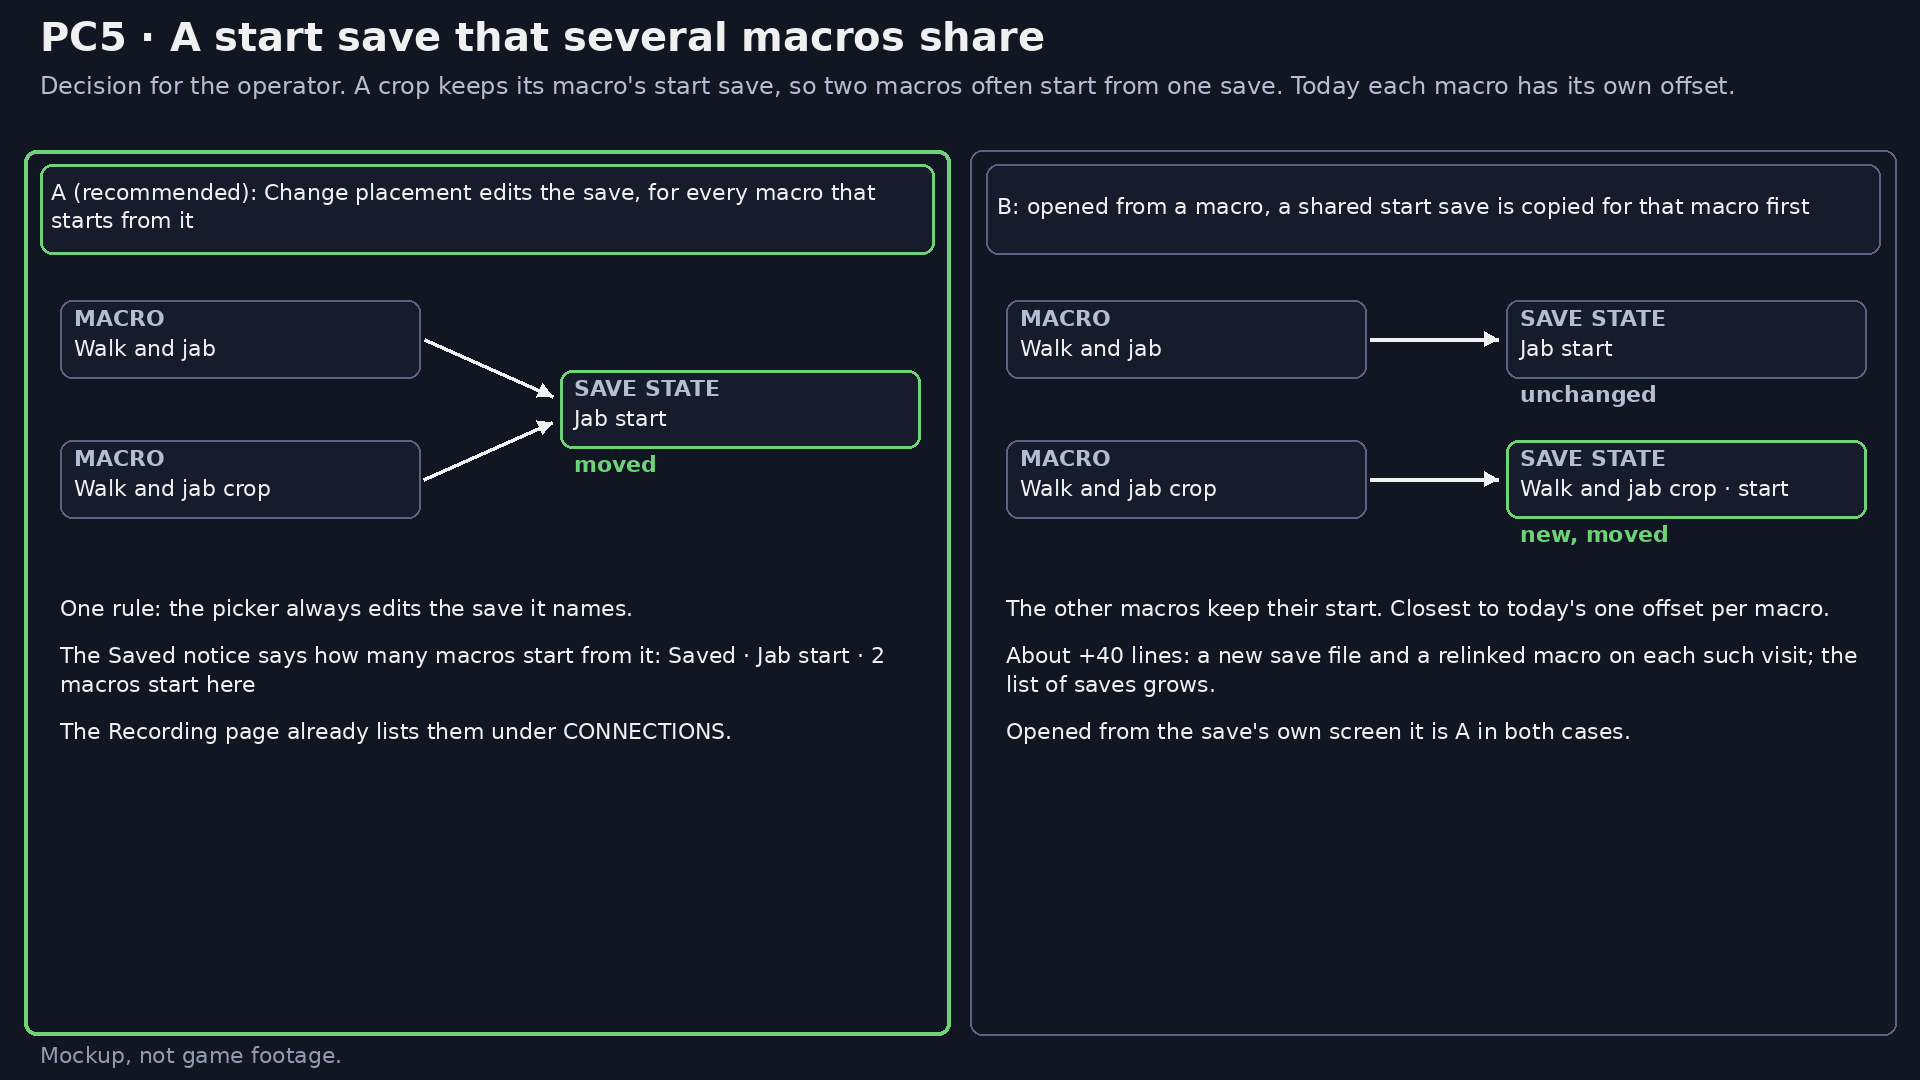 PC5 · A start save that several macros share
Decision for the operator. A crop keeps its macro's start save, so two macros often start from one save. Today each macro has its own offset.
A (recommended): Change placement edits the save, for every macro that
starts from it
MACRO
Walk and jab
SAVE STATE
Jab start
moved
MACRO
Walk and jab crop
One rule: the picker always edits the save it names.
The Saved notice says how many macros start from it: Saved · Jab start · 2
macros start here
The Recording page already lists them under CONNECTIONS.
B: opened from a macro, a shared start save is copied for that macro first
MACRO
Walk and jab
SAVE STATE
Jab start
unchanged
MACRO
Walk and jab crop
SAVE STATE
Walk and jab crop · start
new, moved
The other macros keep their start. Closest to today's one offset per macro.
About +40 lines: a new save file and a relinked macro on each such visit; the
list of saves grows.
Opened from the save's own screen it is A in both cases.
Mockup, not game footage.